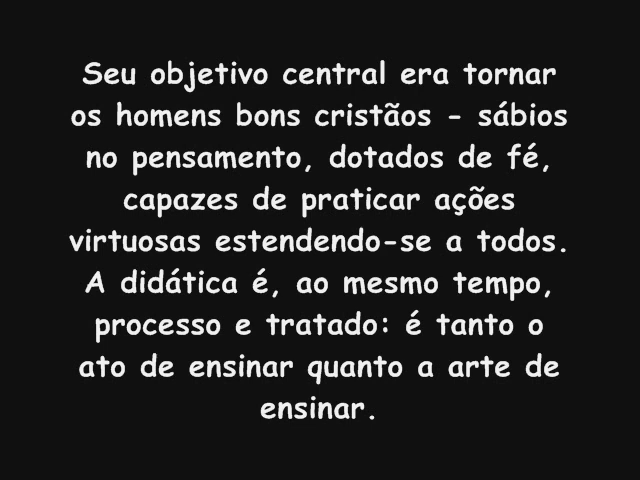 Seu objetivo central era tornar
os homens bons cristãos - sábios
no pensamento, dotados de fé,
capazes de praticar ações
virtuosas estendendo-se a todos.
A didática é, ao mesmo tempo,
processo e tratado: é tanto o
ato de ensinar quanto a arte de
ensinar.